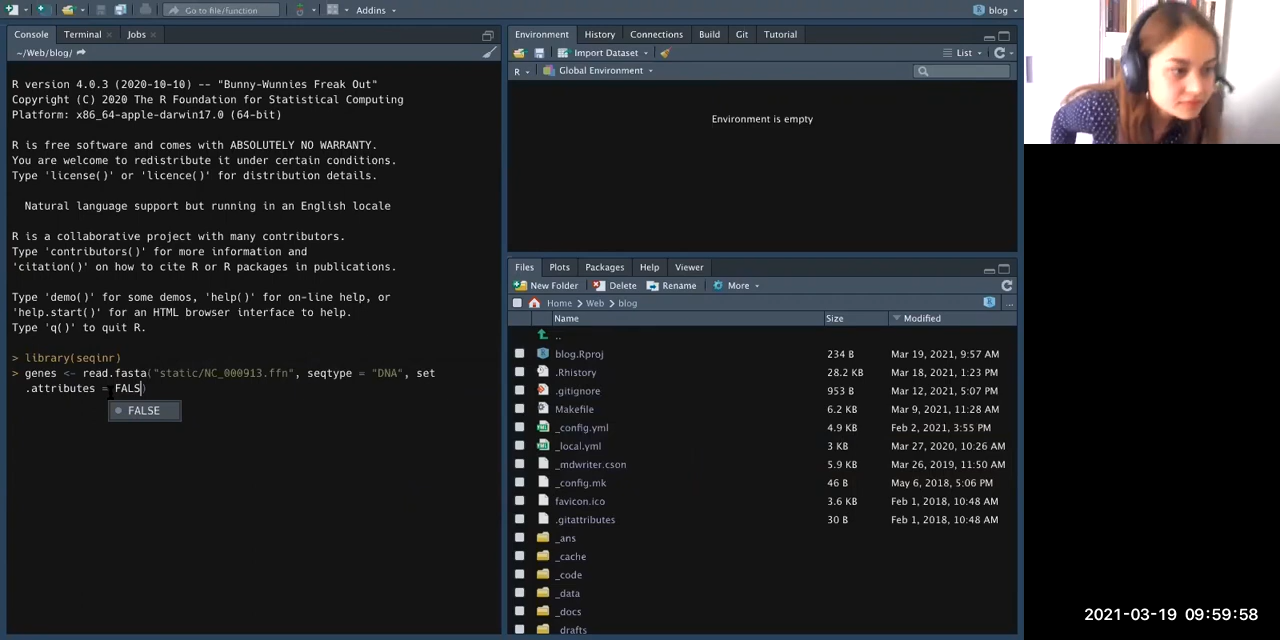 Go to file/function
Addins
blog
Console
Terminal
Jobs
~/Web/blog/
R version 4.0.3 (2020-10-10) -- "Bunny-Wunnies Freak Out"
Copyright (C) 2020 The R Foundation for Statistical Computing
Platform: x86_64-apple-darwin17.0 (64-bit)
R is free software and comes with ABSOLUTELY NO WARRANTY.
You are welcome to redistribute it under certain conditions.
Type 'license()' or 'licence()' for distribution details.
Natural language support but running in an English locale
R is a collaborative project with many contributors.
Type 'contributors()' for more information and
'citation()' on how to cite R or R packages in publications.
Type 'demo()' for some demos, 'help()' for on-line help, or
'help.start()' for an HTML browser interface to help.
Type 'q()' to quit R.
> library(seqinr)
> genes <- read.fasta("static/NC_000913.ffn", seqtype = "DNA", set
.attributes = FALS)
FALSE
Environment
History
Connections
Build
Git
Tutorial
Import Dataset
List
R
Global Environment
Environment is empty
Files
Plots
Packages
Help
Viewer
New Folder
Delete
Rename
More
Home
Web
blog
...
Name Size Modified
..
blog.Rproj 234 B Mar 19, 2021, 9:57 AM
.Rhistory 28.2 KB Mar 18, 2021, 1:23 PM
.gitignore 953 B Mar 12, 2021, 5:07 PM
Makefile 6.2 KB Mar 9, 2021, 11:28 AM
_config.yml 4.9 KB Feb 2, 2021, 3:55 PM
_local.yml 3 KB Mar 27, 2020, 10:26 AM
_mdwriter.cson 5.9 KB Mar 26, 2019, 11:50 AM
_config.mk 46 B May 6, 2018, 5:06 PM
favicon.ico 3.6 KB Feb 1, 2018, 10:48 AM
.gitattributes 30 B Feb 1, 2018, 10:48 AM
_ans
_cache
_code
_data
_docs
_drafts
2021-03-19 09:59:58